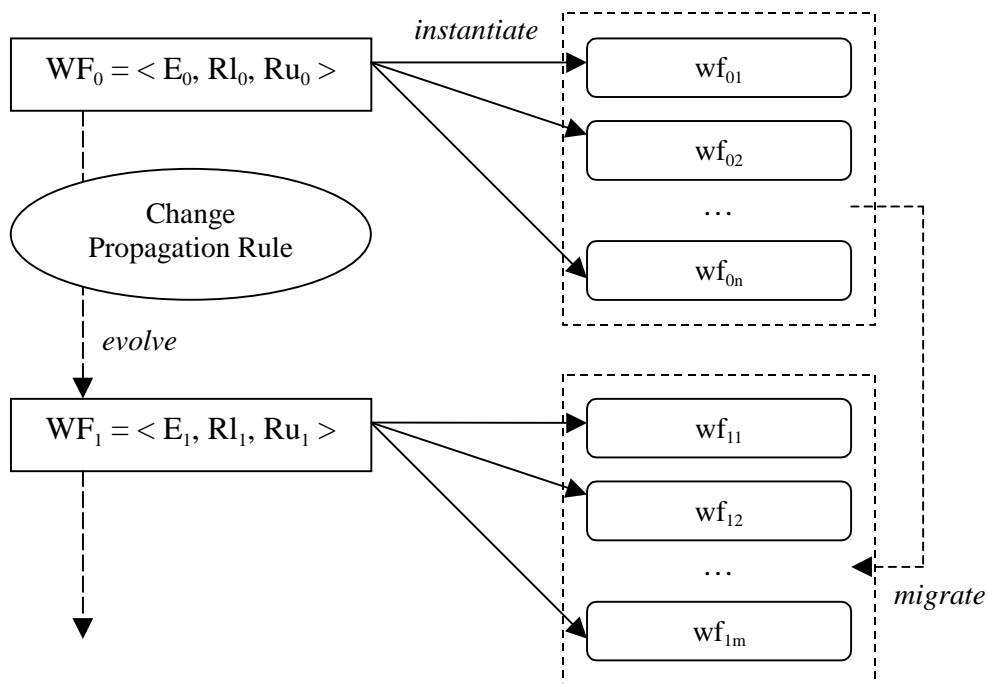 instantiate
WF₀ = < E₀, Rl₀, Ru₀ >
wf₀₁
wf₀₂
…
wf₀ₙ
Change
Propagation Rule
evolve
WF₁ = < E₁, Rl₁, Ru₁ >
wf₁₁
wf₁₂
…
migrate
wf₁ₘ